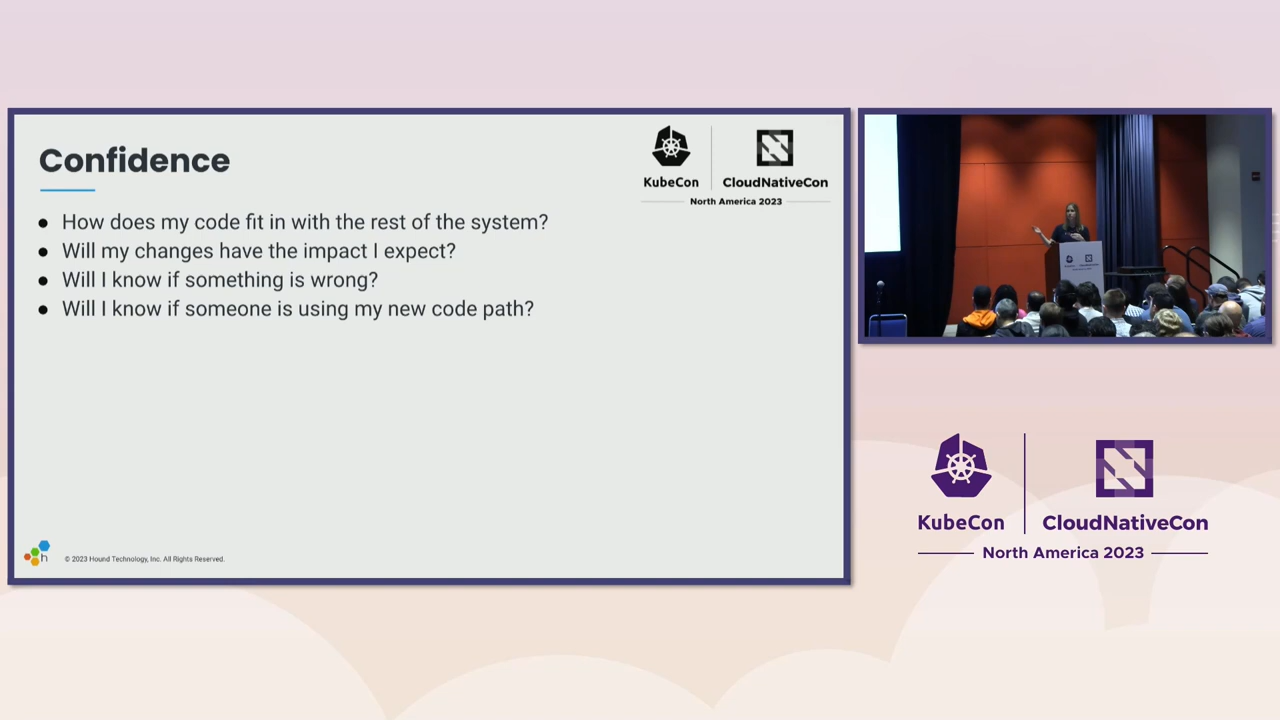 Confidence
How does my code fit in with the rest of the system?
Will my changes have the impact I expect?
Will I know if something is wrong?
Will I know if someone is using my new code path?
KubeCon
CloudNativeCon
North America 2023
h
© 2023 Hound Technology, Inc. All Rights Reserved.
KubeCon
CloudNativeCon
North America 2023